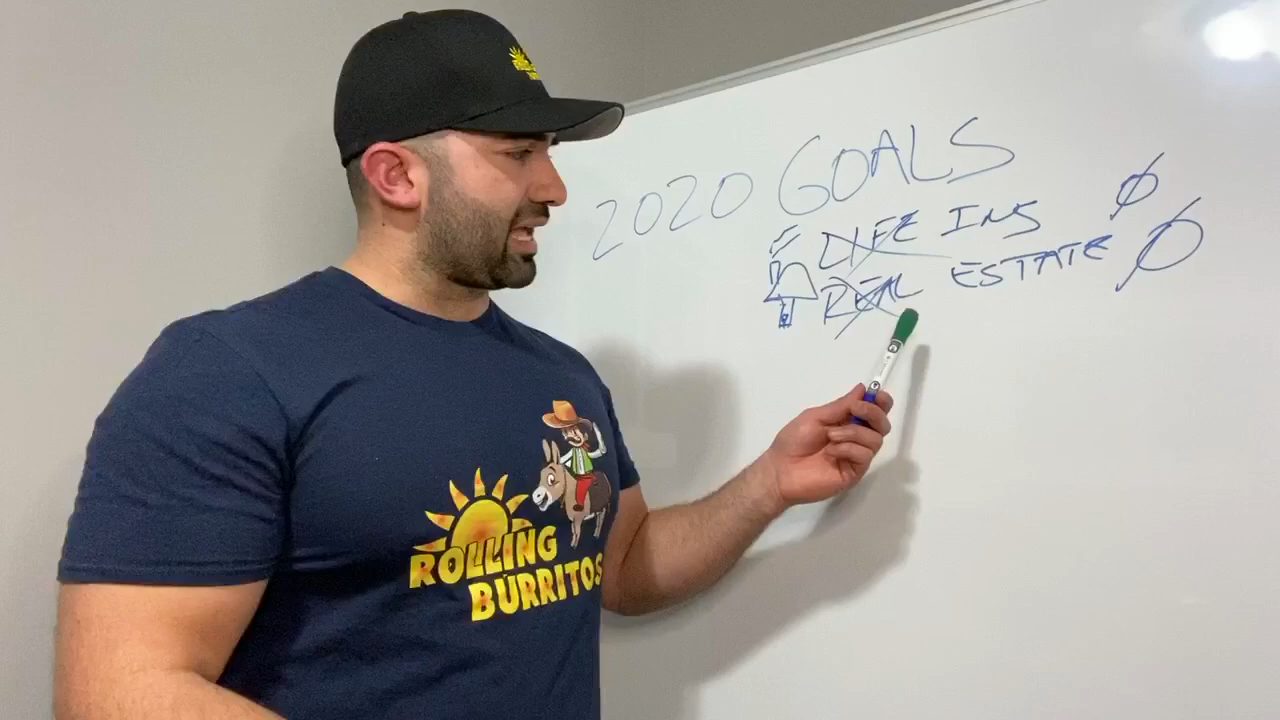 2020 GOALS
LIFE INS Ø
REAL ESTATE Ø
ROLLING
BURRITOS